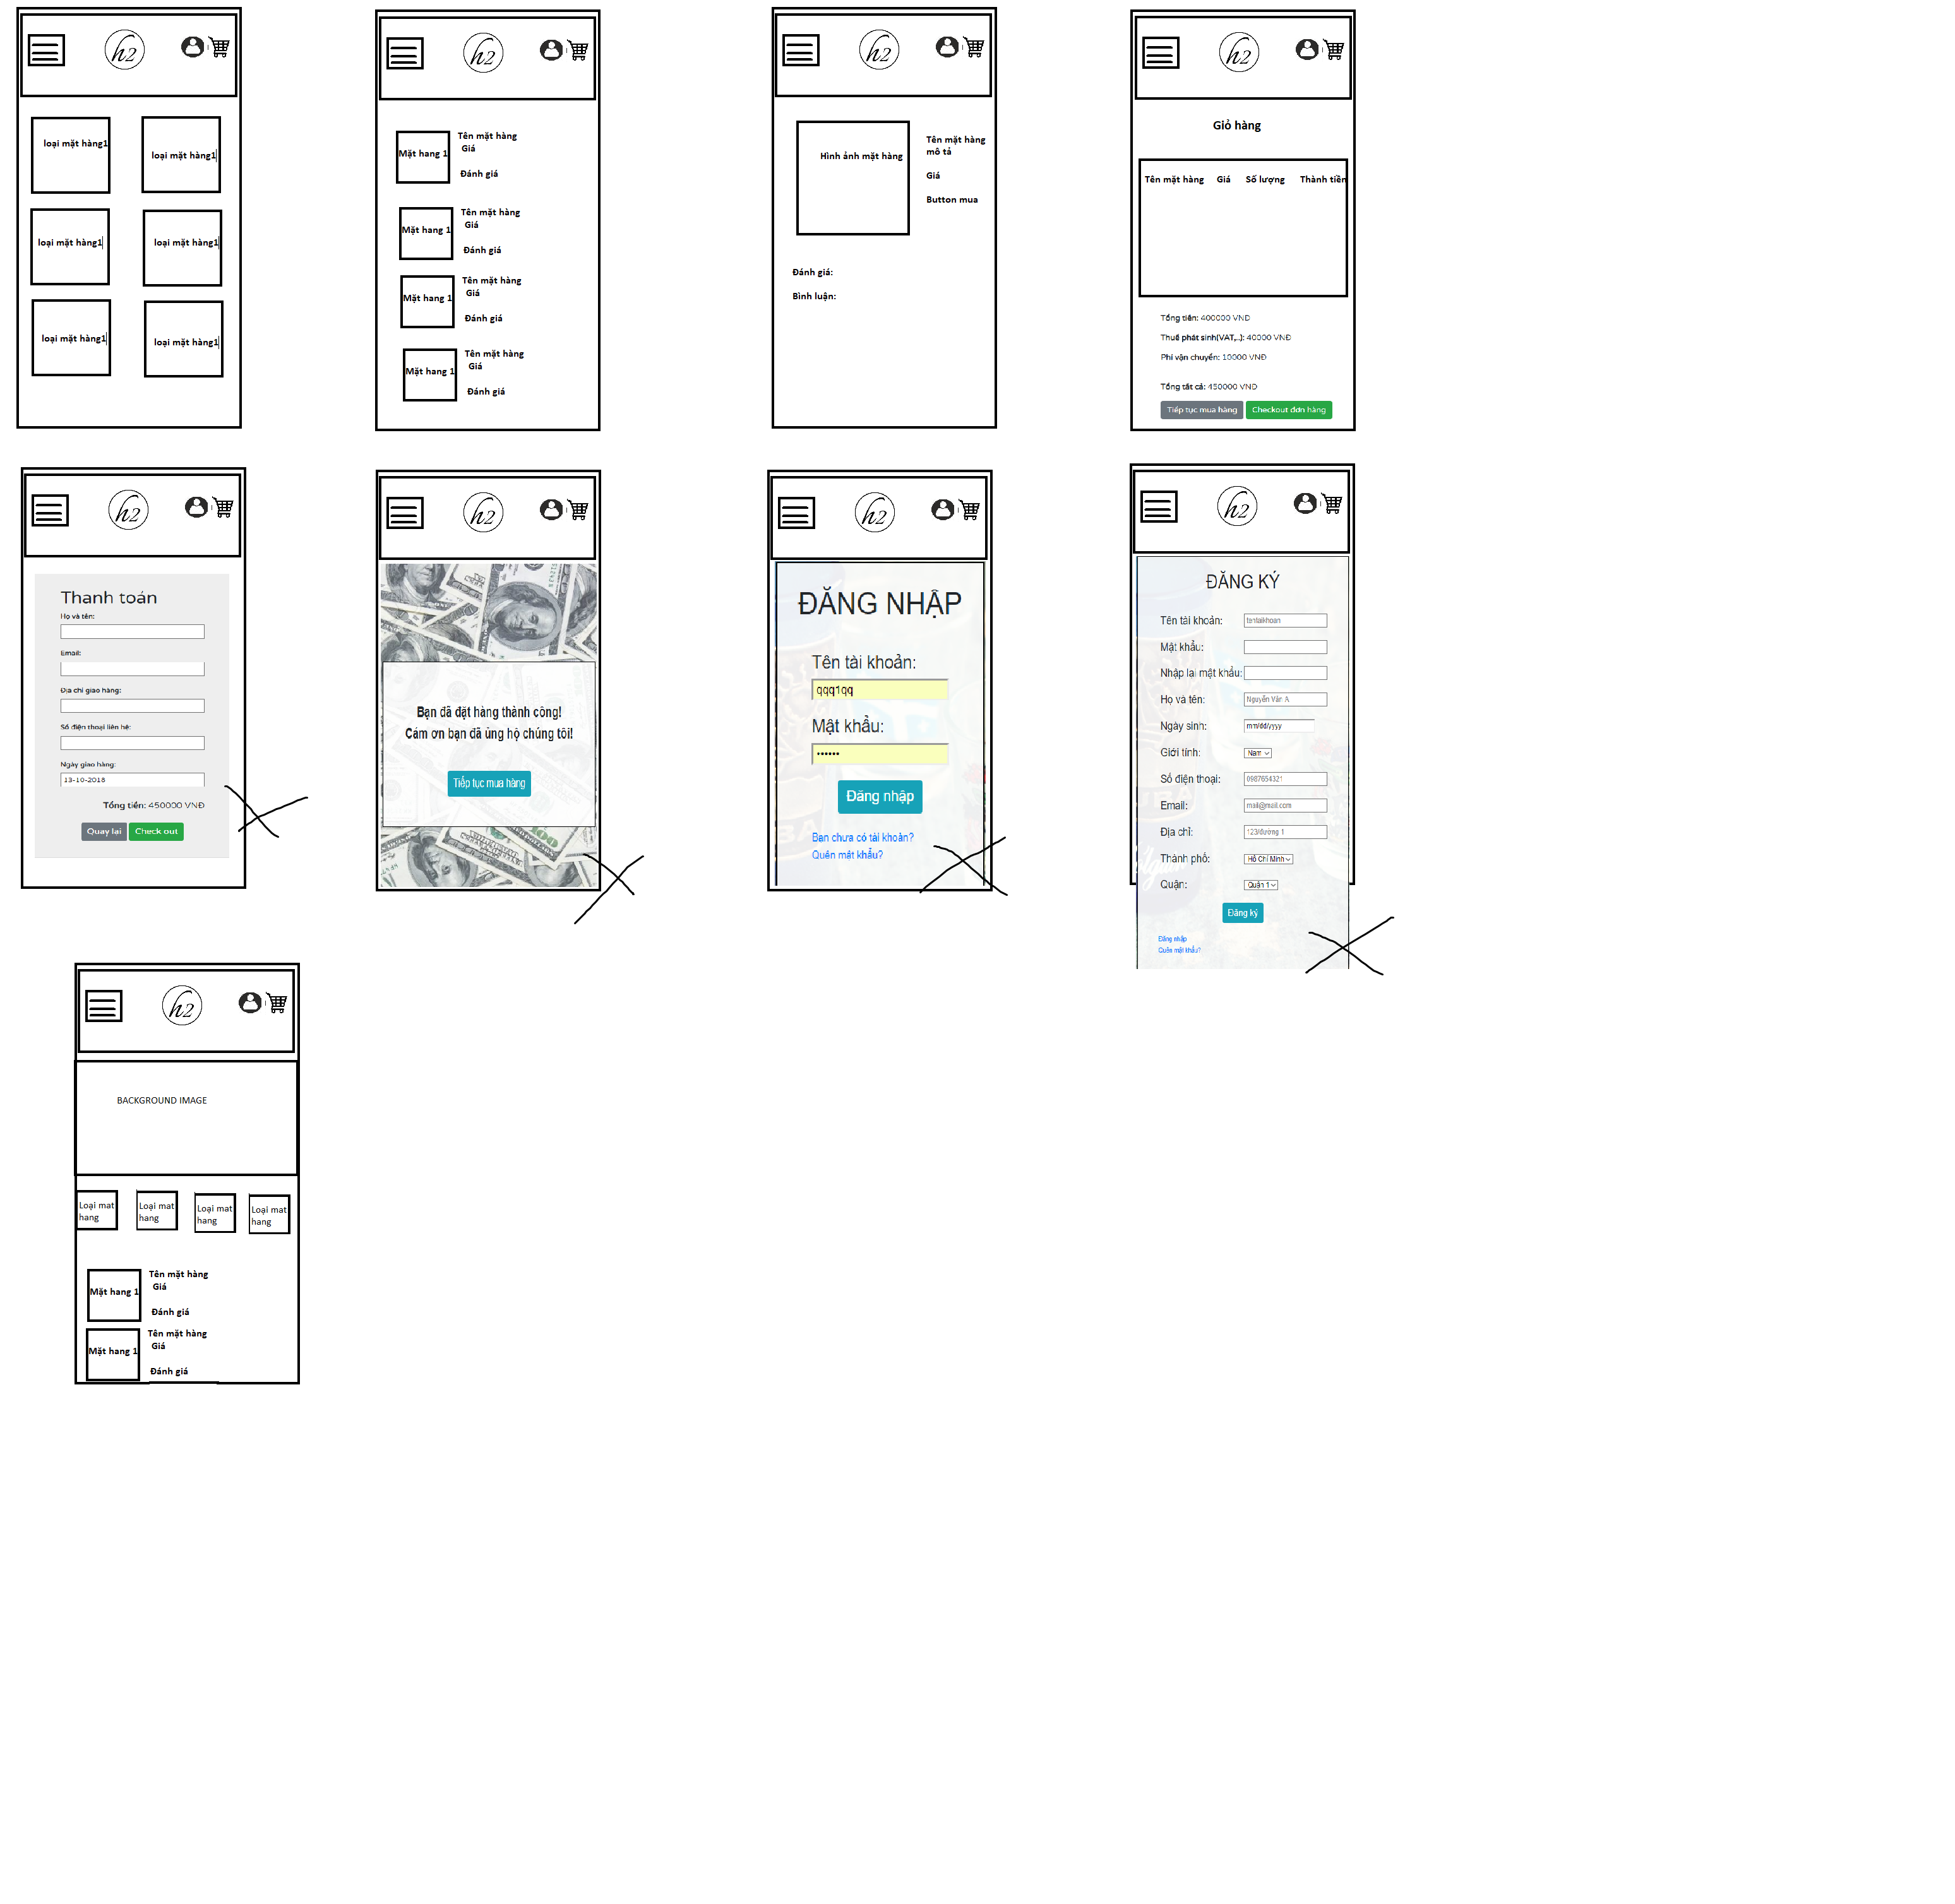 h2
loại mặt hàng1
loại mặt hàng1
loại mặt hàng1
loại mặt hàng1
loại mặt hàng1
loại mặt hàng1
h2
Mặt hang 1
Tên mặt hàng
Giá
Đánh giá
Mặt hang 1
Tên mặt hàng
Giá
Đánh giá
Mặt hang 1
Tên mặt hàng
Giá
Đánh giá
Mặt hang 1
Tên mặt hàng
Giá
Đánh giá
h2
Hình ảnh mặt hàng
Tên mặt hàng
mô tả
Giá
Button mua
Đánh giá:
Bình luận:
h2
Giỏ hàng
Tên mặt hàng Giá Số lượng Thành tiền
Tổng tiền: 400000 VNĐ
Thuế phát sinh(VAT,..): 40000 VNĐ
Phí vận chuyển: 10000 VNĐ
Tổng tất cả: 450000 VNĐ
Tiếp tục mua hàng Checkout đơn hàng
h2
Thanh toán
Họ và tên:
Email:
Địa chỉ giao hàng:
Số điện thoại liên hệ:
Ngày giao hàng:
13-10-2018
Tổng tiền: 450000 VNĐ
Quay lại Check out
h2
Bạn đã đặt hàng thành công!
Cám ơn bạn đã ủng hộ chúng tôi!
Tiếp tục mua hàng
h2
ĐĂNG NHẬP
Tên tài khoản:
qqq1qq
Mật khẩu:
••••••
Đăng nhập
Bạn chưa có tài khoản?
Quên mật khẩu?
h2
ĐĂNG KÝ
Tên tài khoản: tentaikhoan
Mật khẩu:
Nhập lại mật khẩu:
Họ và tên: Nguyễn Văn A
Ngày sinh: mm/dd/yyyy
Giới tính: Nam
Số điện thoại: 0987654321
Email: mail@mail.com
Địa chỉ: 123/đường 1
Thành phố: Hồ Chí Minh
Quận: Quận 1
Đăng ký
Đăng nhập
Quên mật khẩu?
h2
BACKGROUND IMAGE
Loại mat
hang
Loại mat
hang
Loại mat
hang
Loại mat
hang
Mặt hang 1
Tên mặt hàng
Giá
Đánh giá
Mặt hang 1
Tên mặt hàng
Giá
Đánh giá